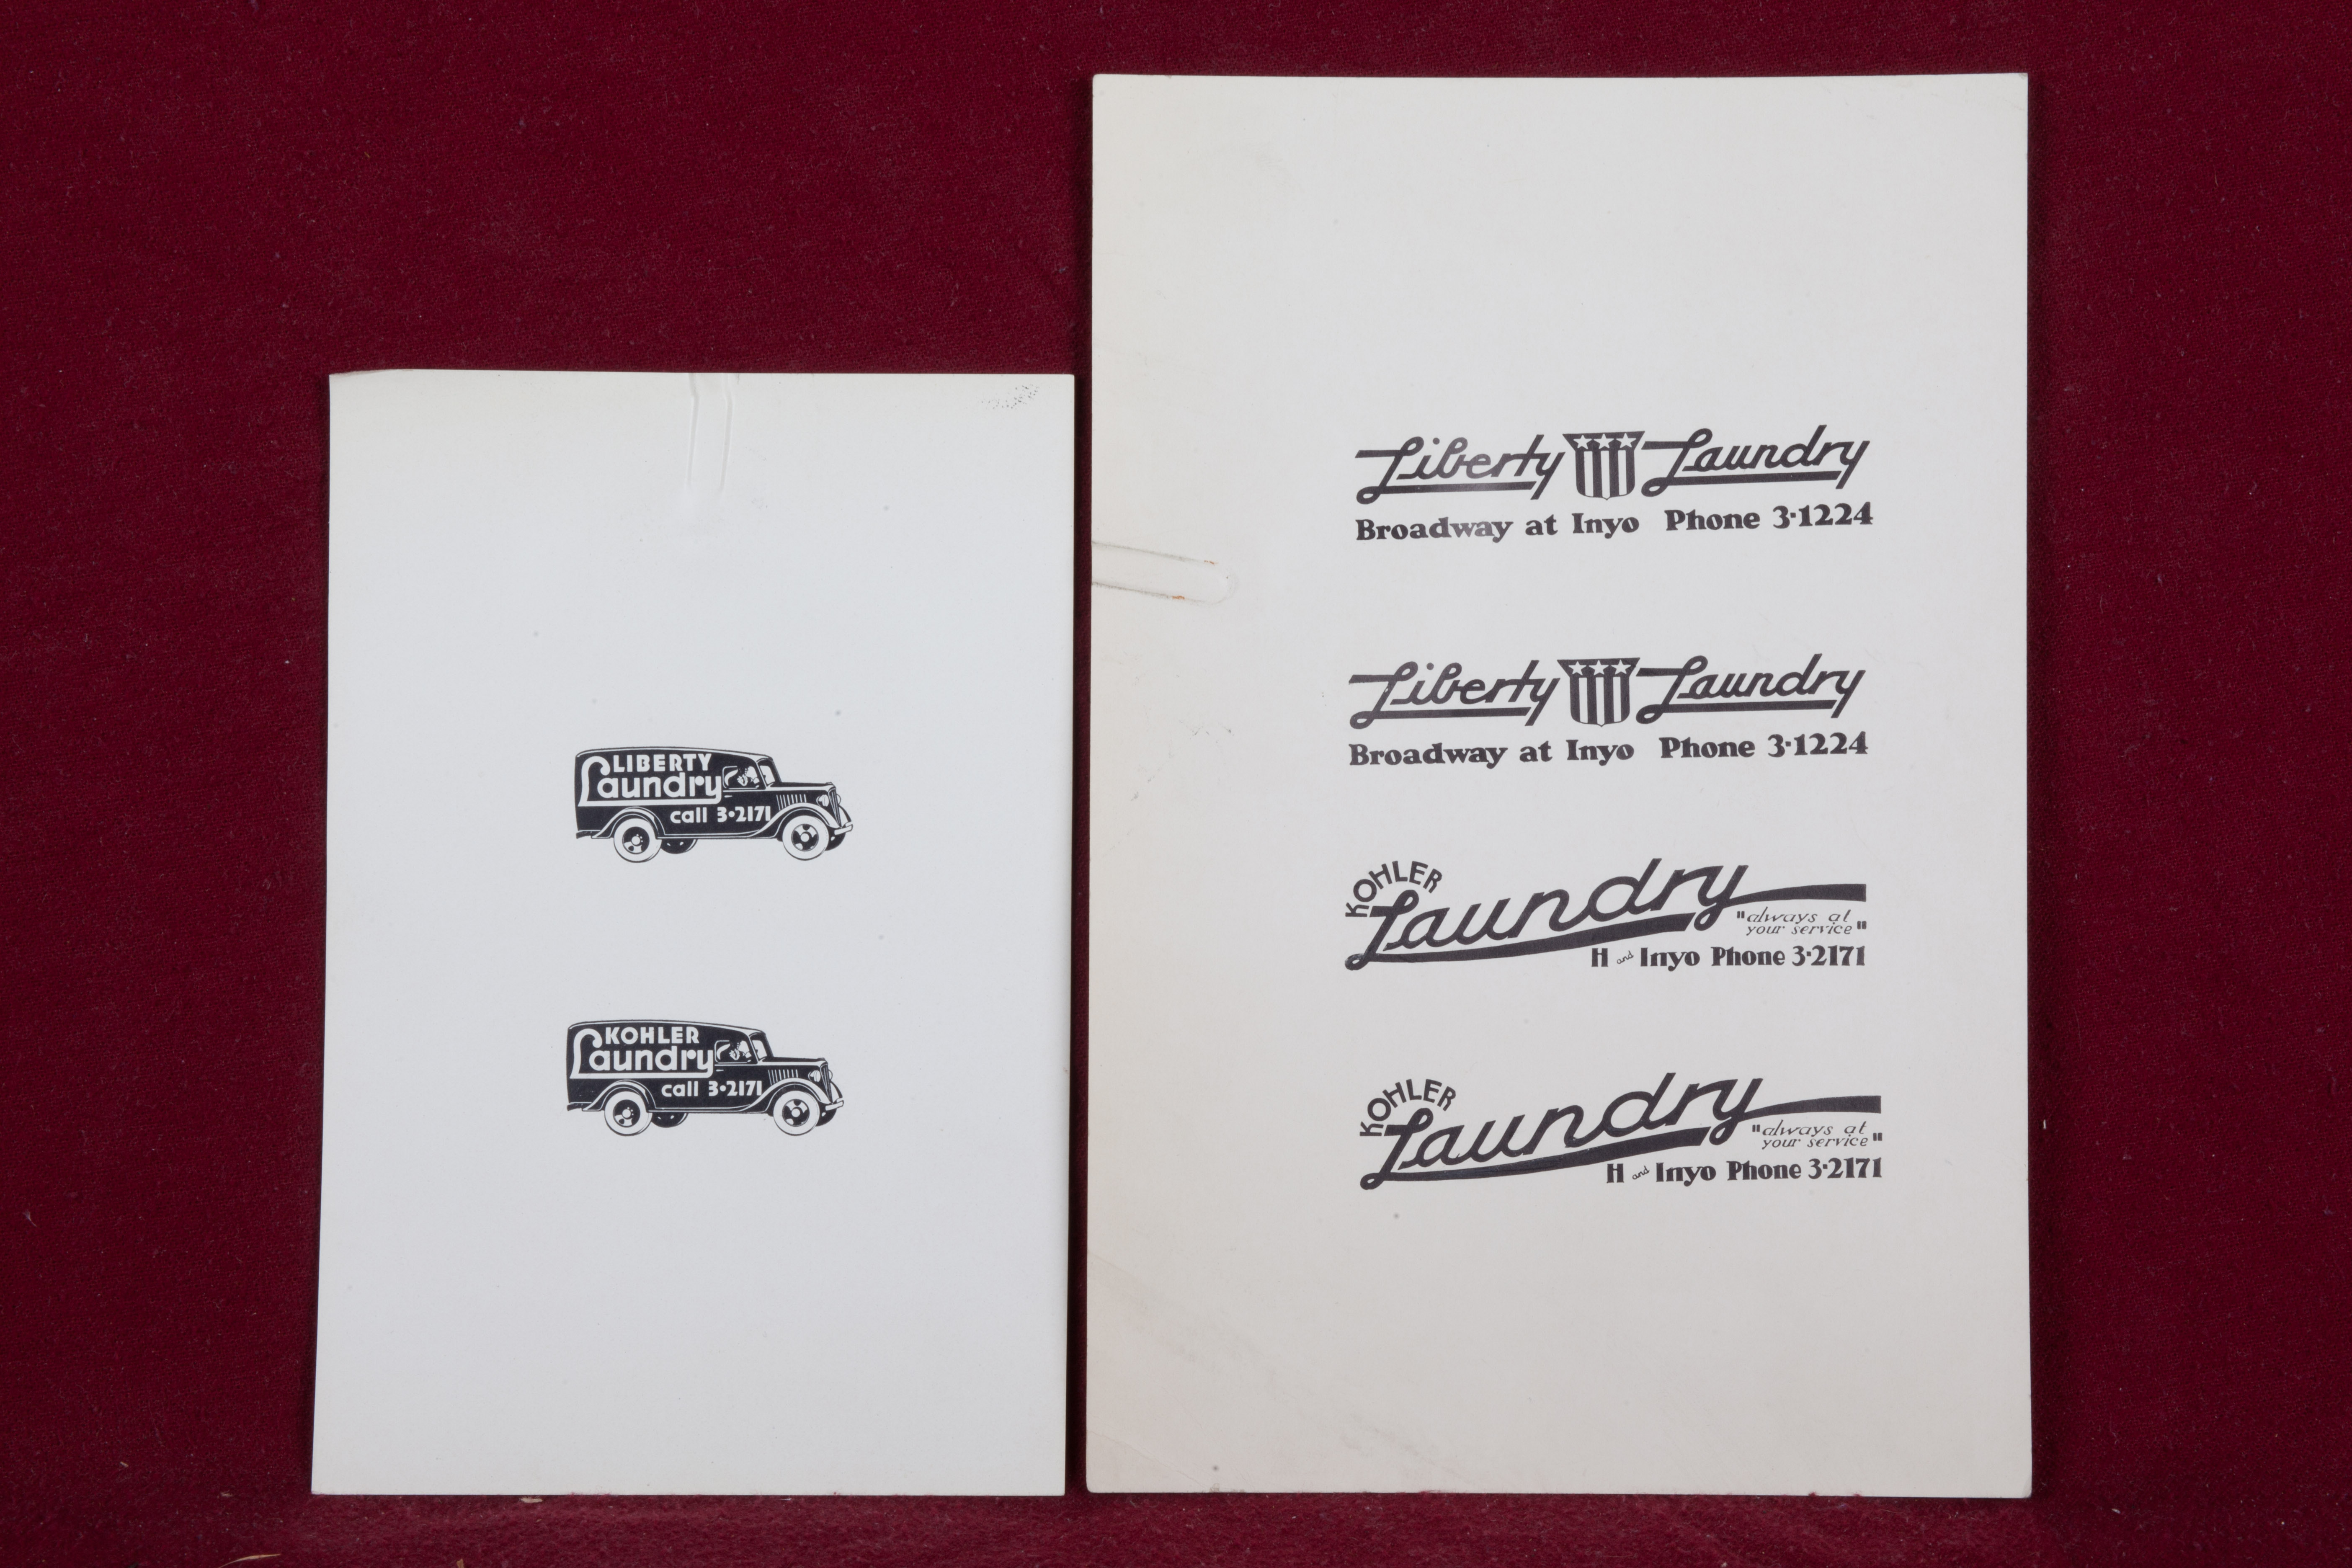 LIBERTY
Laundry
call 3·2171
KOHLER
Laundry
call 3·2171
Liberty Laundry
Broadway at Inyo Phone 3·1224
Liberty Laundry
Broadway at Inyo Phone 3·1224
KOHLER
Laundry
"always at
your service"
H and Inyo Phone 3·2171
KOHLER
Laundry
"always at
your service"
H and Inyo Phone 3·2171